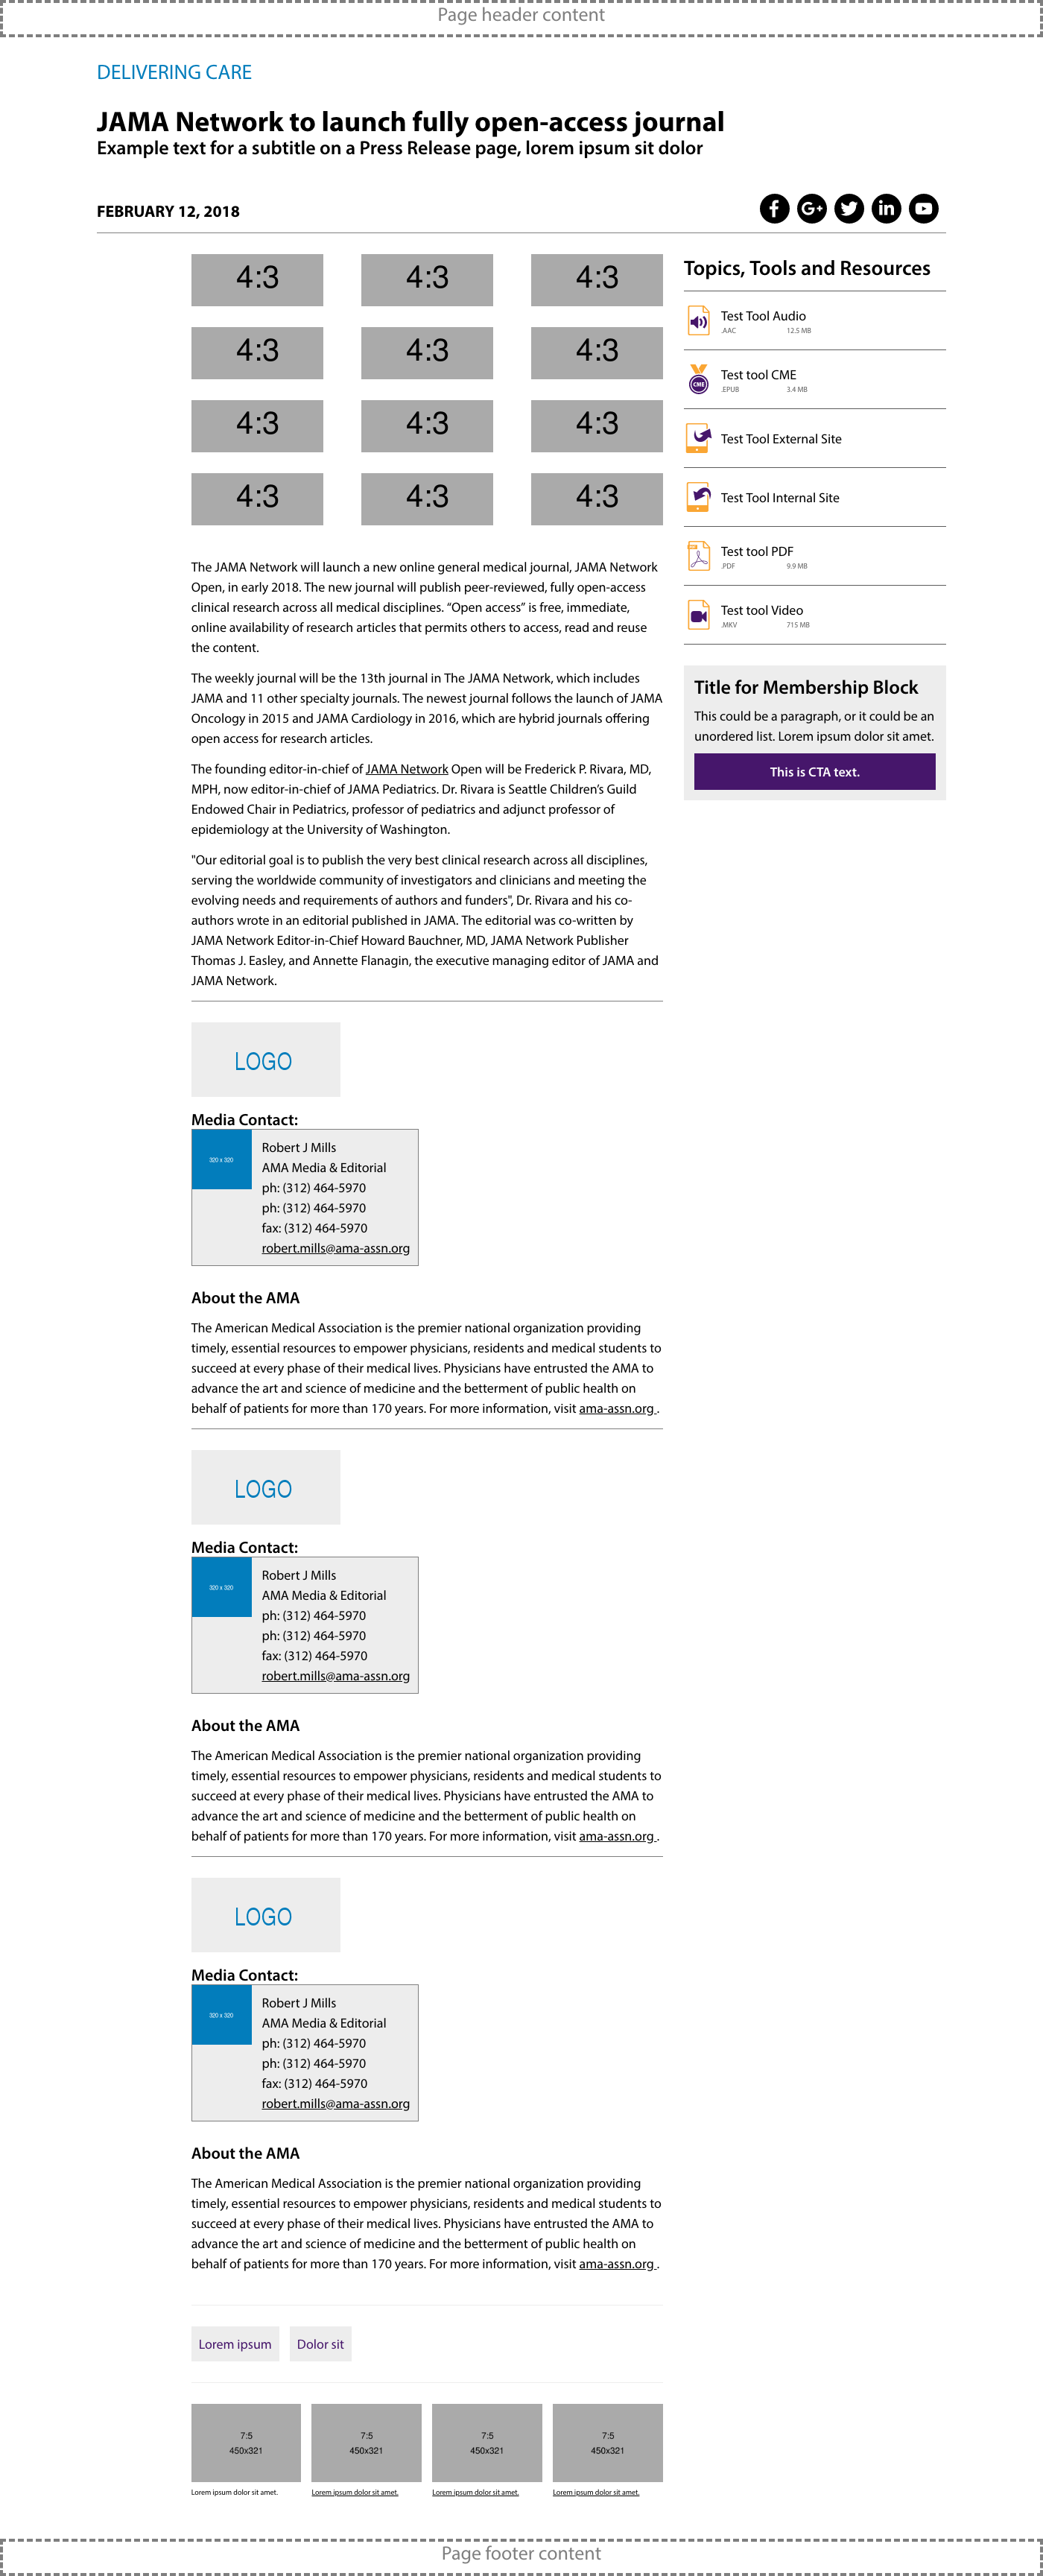 Page header content
DELIVERING CARE
JAMA Network to launch fully open-access journal
Example text for a subtitle on a Press Release page, lorem ipsum sit dolor
FEBRUARY 12, 2018
4:3 4:3 4:3
4:3 4:3 4:3
4:3 4:3 4:3
4:3 4:3 4:3
The JAMA Network will launch a new online general medical journal, JAMA Network
Open, in early 2018. The new journal will publish peer-reviewed, fully open-access
clinical research across all medical disciplines. “Open access” is free, immediate,
online availability of research articles that permits others to access, read and reuse
the content.
The weekly journal will be the 13th journal in The JAMA Network, which includes
JAMA and 11 other specialty journals. The newest journal follows the launch of JAMA
Oncology in 2015 and JAMA Cardiology in 2016, which are hybrid journals offering
open access for research articles.
The founding editor-in-chief of JAMA Network Open will be Frederick P. Rivara, MD,
MPH, now editor-in-chief of JAMA Pediatrics. Dr. Rivara is Seattle Children’s Guild
Endowed Chair in Pediatrics, professor of pediatrics and adjunct professor of
epidemiology at the University of Washington.
"Our editorial goal is to publish the very best clinical research across all disciplines,
serving the worldwide community of investigators and clinicians and meeting the
evolving needs and requirements of authors and funders", Dr. Rivara and his co-
authors wrote in an editorial published in JAMA. The editorial was co-written by
JAMA Network Editor-in-Chief Howard Bauchner, MD, JAMA Network Publisher
Thomas J. Easley, and Annette Flanagin, the executive managing editor of JAMA and
JAMA Network.
LOGO
Media Contact:
320 x 320
Robert J Mills
AMA Media & Editorial
ph: (312) 464-5970
ph: (312) 464-5970
fax: (312) 464-5970
robert.mills@ama-assn.org
About the AMA
The American Medical Association is the premier national organization providing
timely, essential resources to empower physicians, residents and medical students to
succeed at every phase of their medical lives. Physicians have entrusted the AMA to
advance the art and science of medicine and the betterment of public health on
behalf of patients for more than 170 years. For more information, visit ama-assn.org .
LOGO
Media Contact:
320 x 320
Robert J Mills
AMA Media & Editorial
ph: (312) 464-5970
ph: (312) 464-5970
fax: (312) 464-5970
robert.mills@ama-assn.org
About the AMA
The American Medical Association is the premier national organization providing
timely, essential resources to empower physicians, residents and medical students to
succeed at every phase of their medical lives. Physicians have entrusted the AMA to
advance the art and science of medicine and the betterment of public health on
behalf of patients for more than 170 years. For more information, visit ama-assn.org .
LOGO
Media Contact:
320 x 320
Robert J Mills
AMA Media & Editorial
ph: (312) 464-5970
ph: (312) 464-5970
fax: (312) 464-5970
robert.mills@ama-assn.org
About the AMA
The American Medical Association is the premier national organization providing
timely, essential resources to empower physicians, residents and medical students to
succeed at every phase of their medical lives. Physicians have entrusted the AMA to
advance the art and science of medicine and the betterment of public health on
behalf of patients for more than 170 years. For more information, visit ama-assn.org .
Lorem ipsum Dolor sit
7:5 7:5 7:5 7:5
450x321 450x321 450x321 450x321
Lorem ipsum dolor sit amet. Lorem ipsum dolor sit amet. Lorem ipsum dolor sit amet. Lorem ipsum dolor sit amet.
Topics, Tools and Resources
Test Tool Audio
.AAC 12.5 MB
CME
Test tool CME
.EPUB 3.4 MB
Test Tool External Site
Test Tool Internal Site
Test tool PDF
.PDF 9.9 MB
Test tool Video
.MKV 715 MB
Title for Membership Block
This could be a paragraph, or it could be an
unordered list. Lorem ipsum dolor sit amet.
This is CTA text.
Page footer content